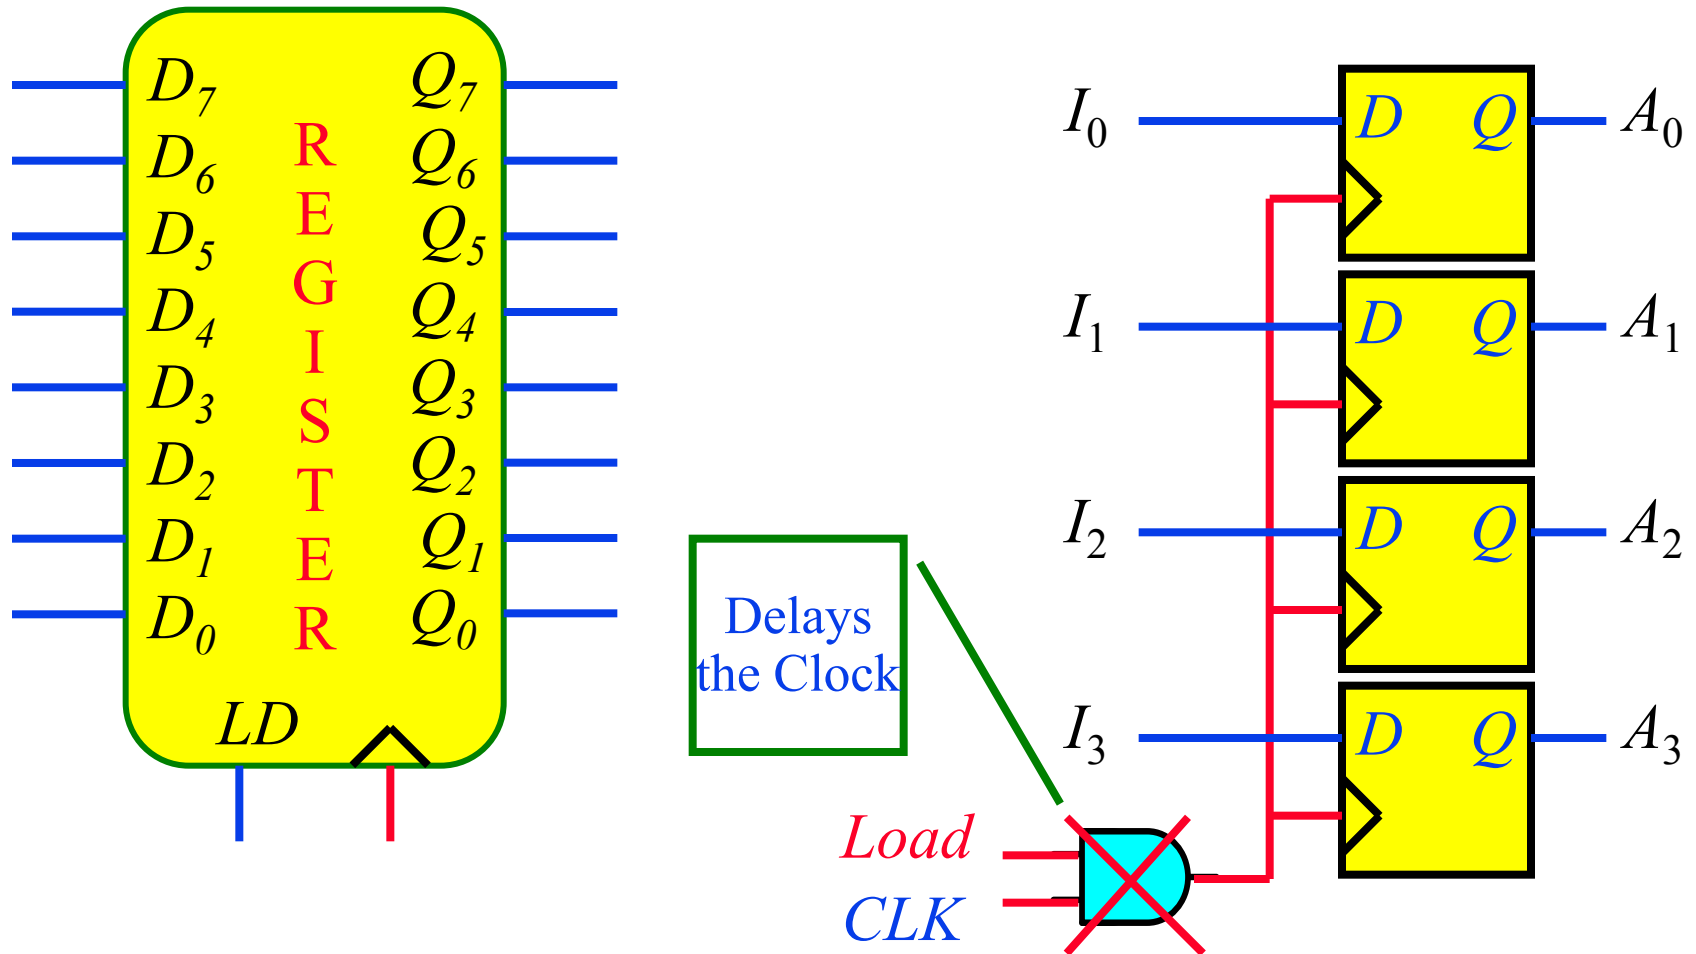 D₇ Q₇
D₆ Q₆
D₅ Q₅
D₄ Q₄
D₃ Q₃
D₂ Q₂
D₁ Q₁
D₀ Q₀
R
E
G
I
S
T
E
R
LD
Delays
the Clock
Load
CLK
I₀ D Q A₀
I₁ D Q A₁
I₂ D Q A₂
I₃ D Q A₃